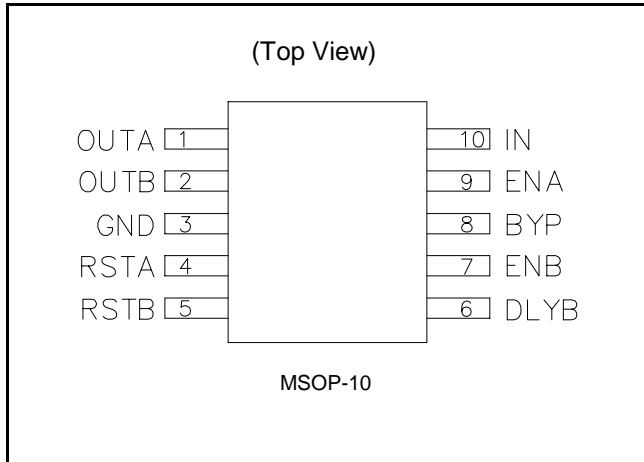 (Top View)
OUTA 1 10 IN
OUTB 2 9 ENA
GND 3 8 BYP
RSTA 4 7 ENB
RSTB 5 6 DLYB
MSOP-10